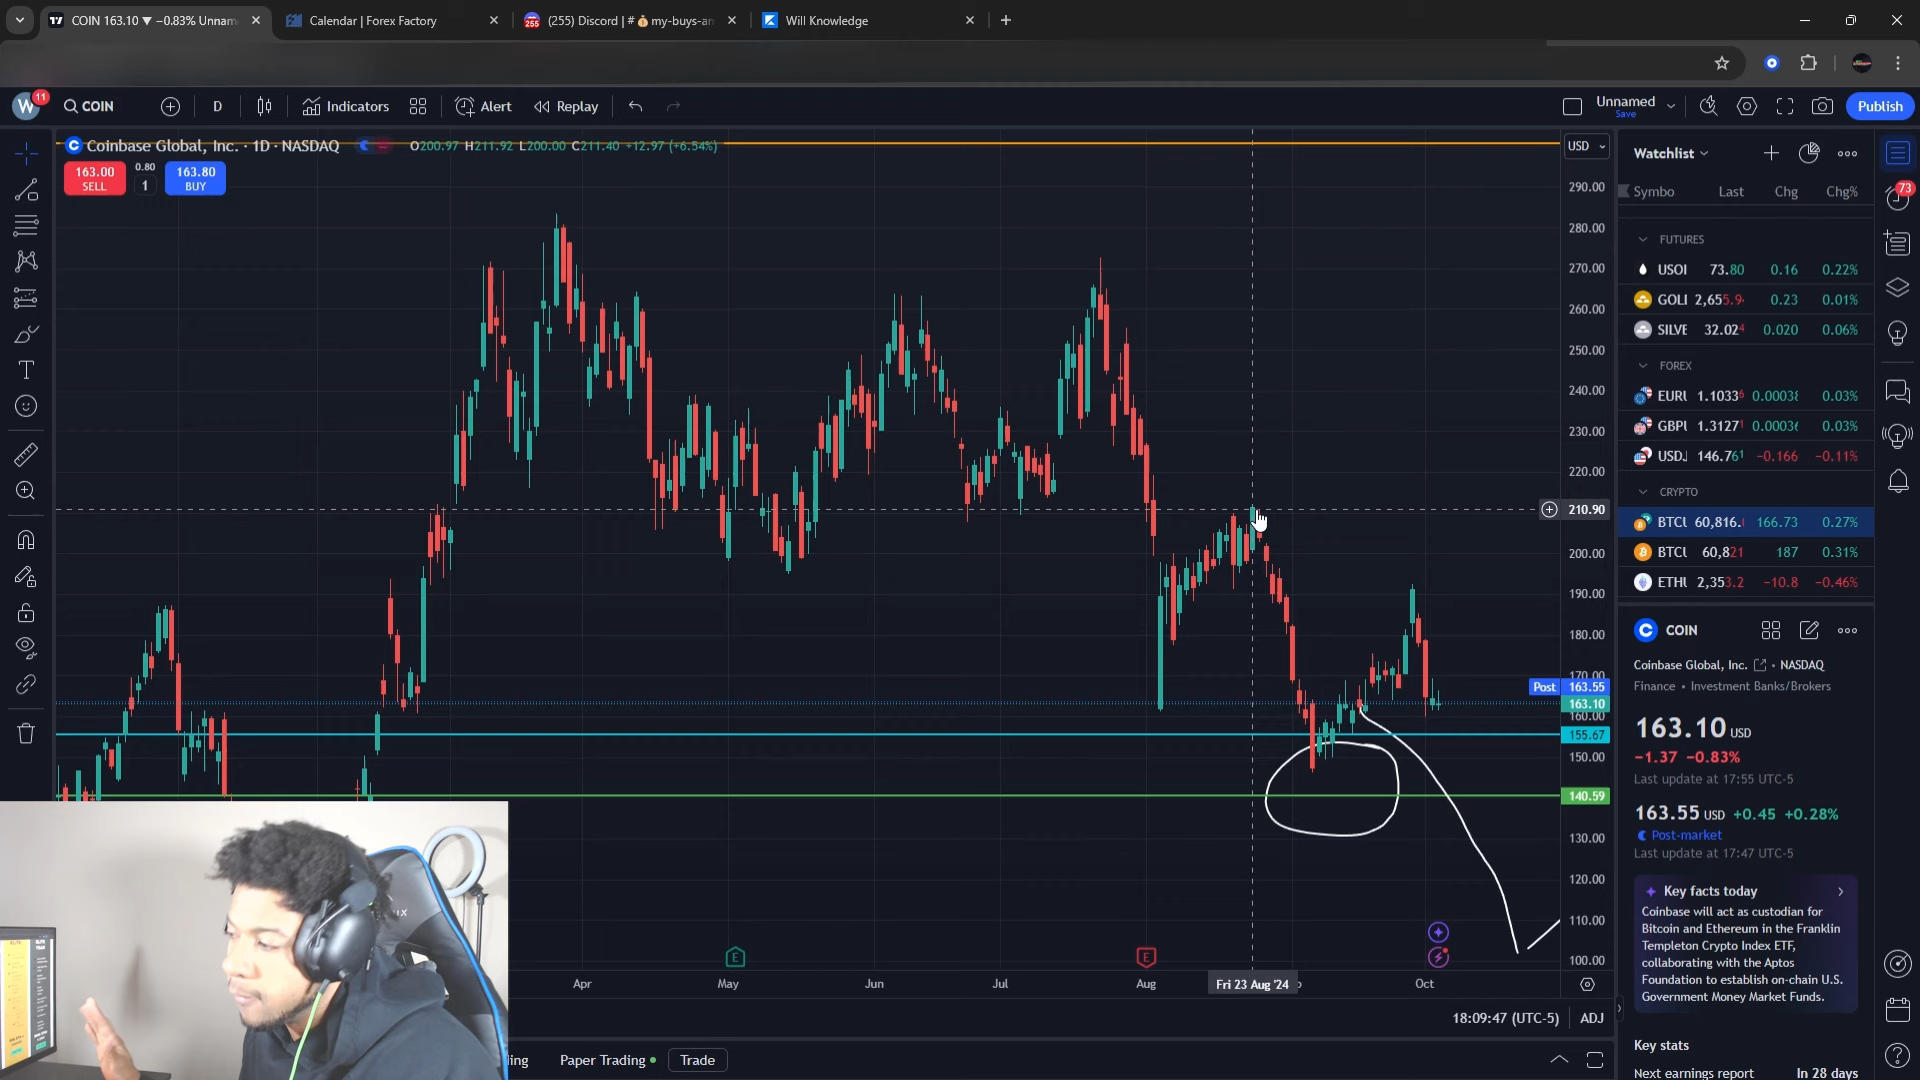 COIN 163.10 ▼ −0.83% Unnam
Calendar | Forex Factory
(255) Discord | # 💰my-buys-an
Will Knowledge
W
11
COIN
D
Indicators
Alert
Replay
Unnamed
Save
Publish
Coinbase Global, Inc. · 1D · NASDAQ
O200.97 H211.92 L200.00 C211.40 +12.97 (+6.54%)
163.00
SELL
0.80
1
163.80
BUY
USD
290.00
280.00
270.00
260.00
250.00
240.00
230.00
220.00
210.90
200.00
190.00
180.00
170.00
Post 163.55
163.10
160.00
155.67
150.00
140.59
130.00
120.00
110.00
100.00
E
E
Apr
May
Jun
Jul
Aug
Fri 23 Aug '24
Oct
18:09:47 (UTC-5)
ADJ
ling
Paper Trading
Trade
Watchlist
Symbo Last Chg Chg%
FUTURES
USOI 73.80 0.16 0.22%
GOLI 2,655.9 0.23 0.01%
SILVE 32.024 0.020 0.06%
FOREX
EURU 1.10336 0.0003 0.03%
GBPU 1.31271 0.0003 0.03%
USDJ 146.761 −0.166 −0.11%
CRYPTO
BTCU 60,816. 166.73 0.27%
BTCU 60,821 187 0.31%
ETHU 2,353.2 −10.8 −0.46%
73
COIN
Coinbase Global, Inc. • NASDAQ
Finance • Investment Banks/Brokers
163.10 USD
−1.37 −0.83%
Last update at 17:55 UTC-5
163.55 USD +0.45 +0.28%
Post-market
Last update at 17:47 UTC-5
Key facts today
Coinbase will act as custodian for
Bitcoin and Ethereum in the Franklin
Templeton Crypto Index ETF,
collaborating with the Aptos
Foundation to establish on-chain U.S.
Government Money Market Funds.
Key stats
Next earnings report In 28 days